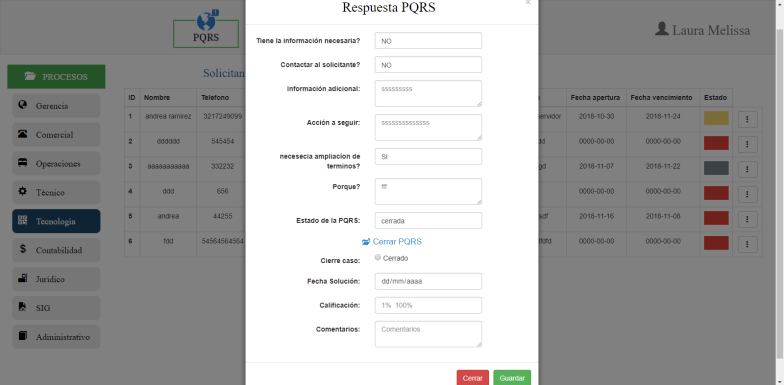 Respuesta PQRS
×
PQRS
Laura Melissa
PROCESOS
Gerencia
Comercial
Operaciones
Técnico
Tecnología
Contabilidad
Jurídico
SIG
Administrativo
Solicitan
ID Nombre Telefono Fecha apertura Fecha vencimiento Estado
1 andrea ramirez 3217249099 servidor 2018-10-30 2018-11-24
2 dddddd 545454 dd 0000-00-00 0000-00-00
3 aaaaaaaaaaa 332232 gd 2018-11-07 2018-11-22
4 ddd 656 0000-00-00 0000-00-00
5 andrea 44255 sdf 2018-11-16 2018-11-08
6 fdd 54564564564 fdfd 0000-00-00 0000-00-00
Tiene la información necesaria? NO
Contactar al solicitante? NO
Información adicional: sssssssss
Acción a seguir: ssssssssssssss
necesecia ampliacíon de
terminos? SI
Porque? fff
Estado de la PQRS: cerrada
Cerrar PQRS
Cierre caso: Cerrado
Fecha Solución: dd/mm/aaaa
Calificación: 1% 100%
Comentarios: Comentarios
Cerrar Guardar